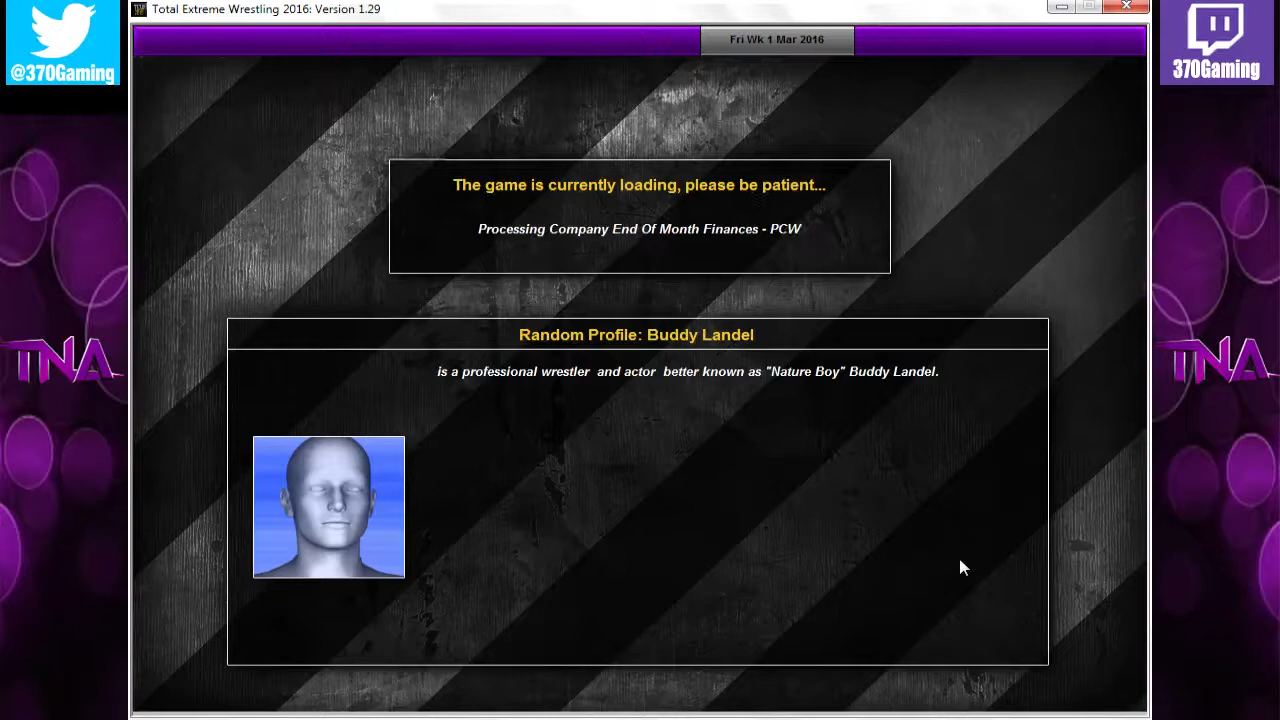 Total Extreme Wrestling 2016: Version 1.29
@370Gaming
Fri Wk 1 Mar 2016
370Gaming
The game is currently loading, please be patient...
Processing Company End Of Month Finances - PCW
Random Profile: Buddy Landel
is a professional wrestler and actor better known as "Nature Boy" Buddy Landel.
TNA
TNA